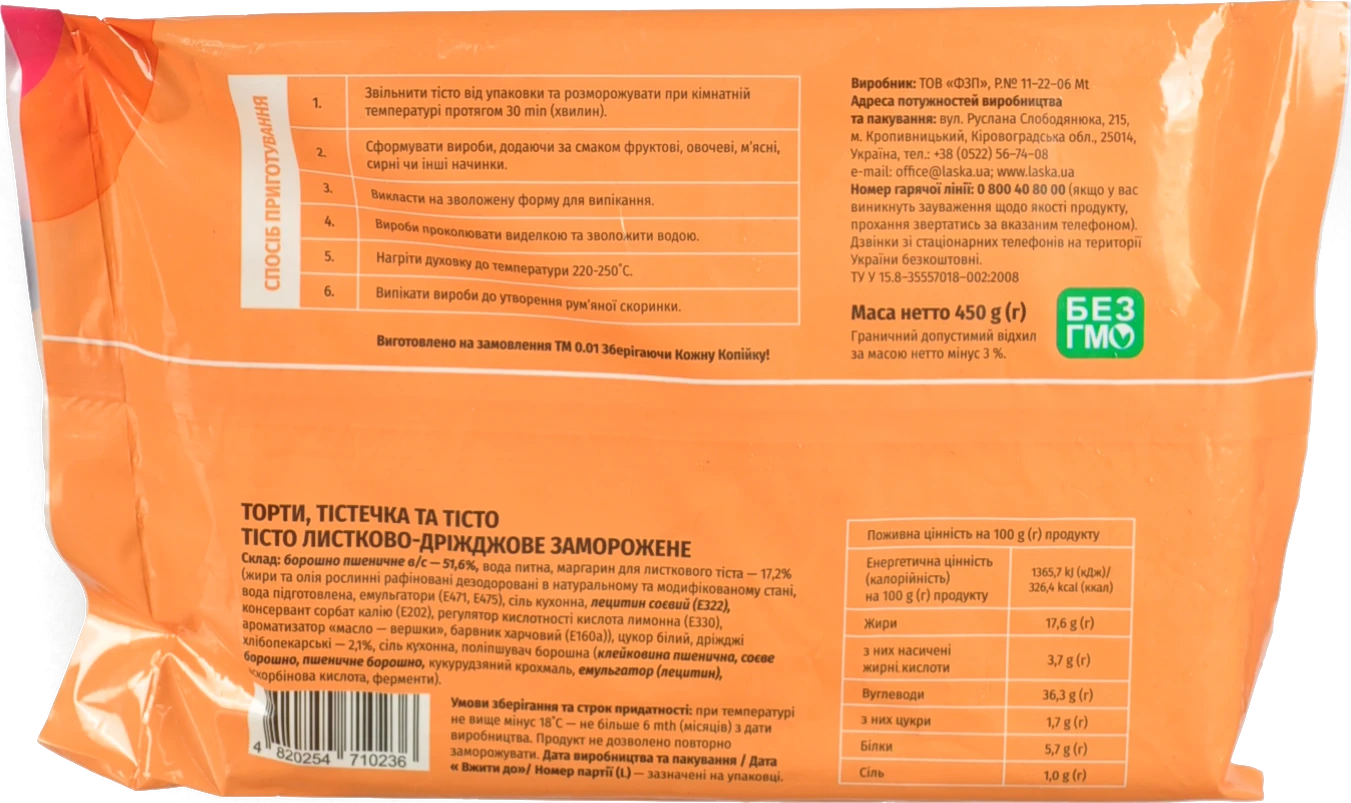 СПОСІБ ПРИГОТУВАННЯ
1. Звільнити тісто від упаковки та розморожувати при кімнатній
температурі протягом 30 min (хвилин).
2. Сформувати вироби, додаючи за смаком фруктові, овочеві, м'ясні,
сирні чи інші начинки.
3. Викласти на зволожену форму для випікання.
4. Вироби проколювати виделкою та зволожити водою.
5. Нагріти духовку до температури 220-250˚С.
6. Випікати вироби до утворення рум'яної скоринки.
Виготовлено на замовлення ТМ 0.01 Зберігаючи Кожну Копійку!
Виробник: ТОВ «ФЗП», Р.№ 11–22–06 Mt
Адреса потужностей виробництва
та пакування: вул. Руслана Слободянюка, 215,
м. Кропивницький, Кіровоградська обл., 25014,
Україна, тел.: +38 (0522) 56–74–08
e-mail: office@laska.ua; www.laska.ua
Номер гарячої лінії: 0 800 40 80 00 (якщо у вас
виникнуть зауваження щодо якості продукту,
прохання звертатись за вказаним телефоном).
Дзвінки зі стаціонарних телефонів на території
України безкоштовні.
ТУ У 15.8–35557018–002:2008
Маса нетто 450 g (г)
Граничний допустимий відхил
за масою нетто мінус 3 %.
БЕЗ
ГМО
ТОРТИ, ТІСТЕЧКА ТА ТІСТО
ТІСТО ЛИСТКОВО-ДРІЖДЖОВЕ ЗАМОРОЖЕНЕ
Склад: борошно пшеничне в/с — 51,6%, вода питна, маргарин для листкового тіста — 17,2%
(жири та олія рослинні рафіновані дезодоровані в натуральному та модифікованому стані,
вода підготовлена, емульгатори (Е471, Е475), сіль кухонна, лецитин соєвий (Е322),
консервант сорбат калію (Е202), регулятор кислотності кислота лимонна (Е330),
ароматизатор «масло — вершки», барвник харчовий (Е160а)), цукор білий, дріжджі
хлібопекарські — 2,1%, сіль кухонна, поліпшувач борошна (клейковина пшенична, соєве
борошно, пшеничне борошно, кукурудзяний крохмаль, емульгатор (лецитин),
аскорбінова кислота, ферменти).
4 820254 710236
Умови зберігання та строк придатності: при температурі
не вище мінус 18˚С — не більше 6 mth (місяців) з дати
виробництва. Продукт не дозволено повторно
заморожувати. Дата виробництва та пакування / Дата
« Вжити до»/ Номер партії (L) — зазначені на упаковці.
Поживна цінність на 100 g (г) продукту
Енергетична цінність
(калорійність)
на 100 g (г) продукту
1365,7 kJ (кДж)/
326,4 kcal (ккал)
Жири 17,6 g (г)
з них насичені
жирні кислоти 3,7 g (г)
Вуглеводи 36,3 g (г)
з них цукри 1,7 g (г)
Білки 5,7 g (г)
Сіль 1,0 g (г)